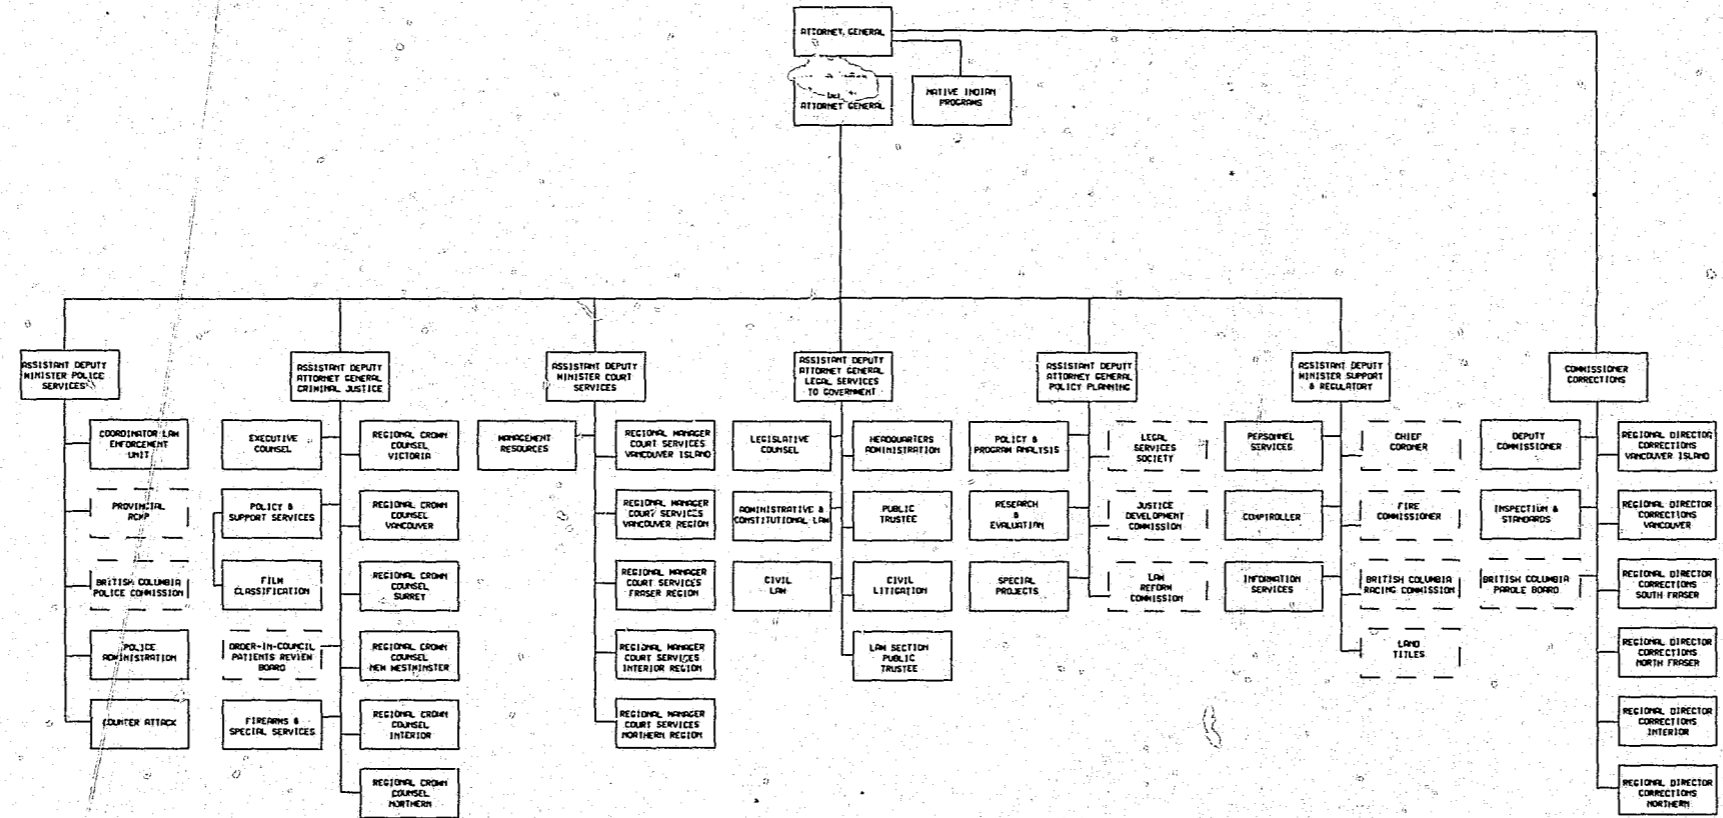 ATTORNEY GENERAL
ATTORNEY GENERAL
NATIVE INDIAN
PROGRAMS
ASSISTANT DEPUTY
MINISTER POLICE
SERVICES
ASSISTANT DEPUTY
ATTORNEY GENERAL
CRIMINAL JUSTICE
ASSISTANT DEPUTY
MINISTER COURT
SERVICES
ASSISTANT DEPUTY
ATTORNEY GENERAL
LEGAL SERVICES
TO GOVERNMENT
ASSISTANT DEPUTY
ATTORNEY GENERAL
POLICY PLANNING
ASSISTANT DEPUTY
MINISTER SUPPORT
& REGULATORY
COMMISSIONER
CORRECTIONS
COORDINATOR LAW
ENFORCEMENT
UNIT
PROVINCIAL
RCMP
BRITISH COLUMBIA
POLICE COMMISSION
POLICE
ADMINISTRATION
COUNTER ATTACK
EXECUTIVE
COUNSEL
POLICY &
SUPPORT SERVICES
FILM
CLASSIFICATION
ORDER-IN-COUNCIL
PATIENTS REVIEW
BOARD
FIREARMS &
SPECIAL SERVICES
REGIONAL CROWN
COUNSEL
VICTORIA
REGIONAL CROWN
COUNSEL
VANCOUVER
REGIONAL CROWN
COUNSEL
SURREY
REGIONAL CROWN
COUNSEL
NEW WESTMINSTER
REGIONAL CROWN
COUNSEL
INTERIOR
REGIONAL CROWN
COUNSEL
NORTHERN
MANAGEMENT
RESOURCES
REGIONAL MANAGER
COURT SERVICES
VANCOUVER ISLAND
REGIONAL MANAGER
COURT SERVICES
VANCOUVER REGION
REGIONAL MANAGER
COURT SERVICES
FRASER REGION
REGIONAL MANAGER
COURT SERVICES
INTERIOR REGION
REGIONAL MANAGER
COURT SERVICES
NORTHERN REGION
LEGISLATIVE
COUNSEL
ADMINISTRATIVE &
CONSTITUTIONAL LAW
CIVIL
LAW
HEADQUARTERS
ADMINISTRATION
PUBLIC
TRUSTEE
CIVIL
LITIGATION
LAW SECTION
PUBLIC
TRUSTEE
POLICY &
PROGRAM ANALYSIS
RESEARCH
&
EVALUATION
SPECIAL
PROJECTS
LEGAL
SERVICES
SOCIETY
JUSTICE
DEVELOPMENT
COMMISSION
LAW
REFORM
COMMISSION
PERSONNEL
SERVICES
COMPTROLLER
INFORMATION
SERVICES
CHIEF
CORONER
FIRE
COMMISSIONER
BRITISH COLUMBIA
RACING COMMISSION
LAND
TITLES
DEPUTY
COMMISSIONER
INSPECTION &
STANDARDS
BRITISH COLUMBIA
PAROLE BOARD
REGIONAL DIRECTOR
CORRECTIONS
VANCOUVER ISLAND
REGIONAL DIRECTOR
CORRECTIONS
VANCOUVER
REGIONAL DIRECTOR
CORRECTIONS
SOUTH FRASER
REGIONAL DIRECTOR
CORRECTIONS
NORTH FRASER
REGIONAL DIRECTOR
CORRECTIONS
INTERIOR
REGIONAL DIRECTOR
CORRECTIONS
NORTHERN